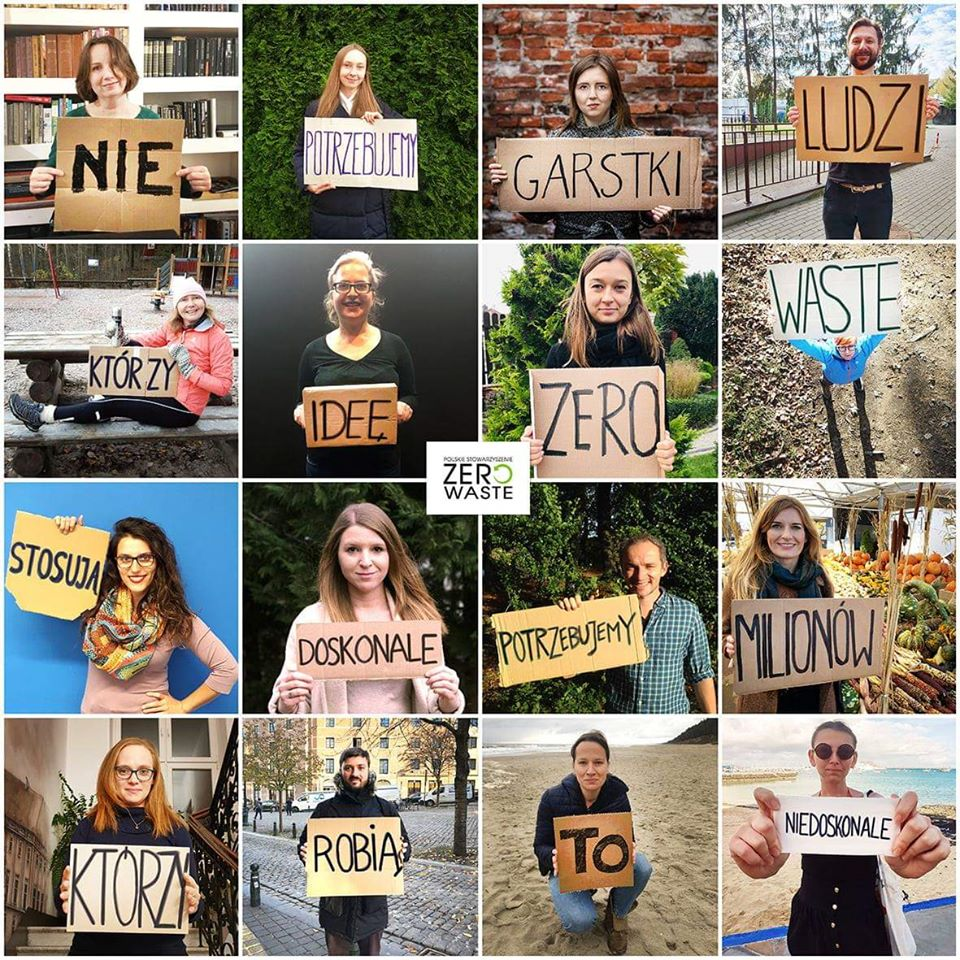 NIE
POTRZEBUJEMY
GARSTKI
LUDZI
KTÓRZY
IDEĘ
ZERO
WASTE
POLSKIE STOWARZYSZENIE
ZERO
WASTE
STOSUJĄ
DOSKONALE
POTRZEBUJEMY
MILIONÓW
KTÓRZY
ROBIĄ
TO
NIEDOSKONALE